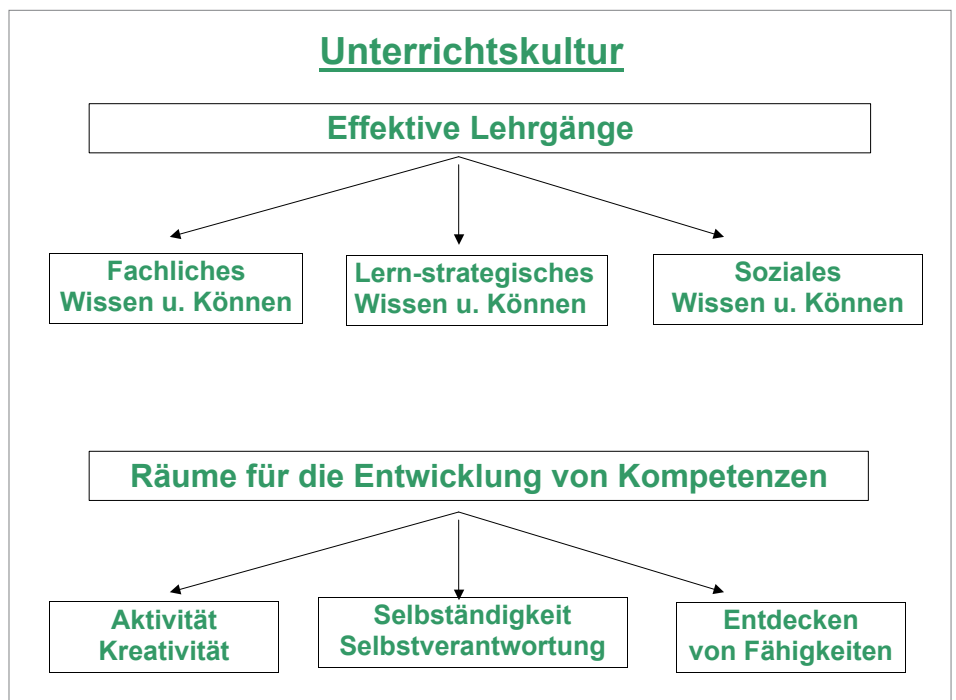 Unterrichtskultur
Effektive Lehrgänge
Fachliches
Wissen u. Können
Lern-strategisches
Wissen u. Können
Soziales
Wissen u. Können
Räume für die Entwicklung von Kompetenzen
Aktivität
Kreativität
Selbständigkeit
Selbstverantwortung
Entdecken
von Fähigkeiten